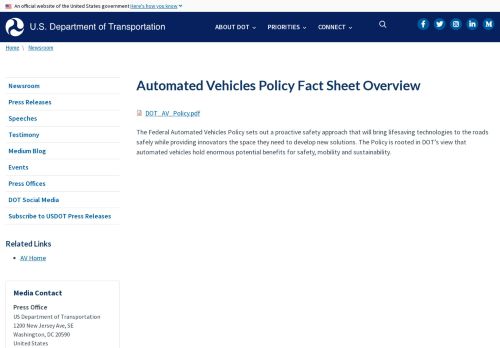 An official website of the United States government Here's how you know
U.S. Department of Transportation
ABOUT DOT
PRIORITIES
CONNECT
Home \ Newsroom
Newsroom
Press Releases
Speeches
Testimony
Medium Blog
Events
Press Offices
DOT Social Media
Subscribe to USDOT Press Releases
Related Links
AV Home
Media Contact
Press Office
US Department of Transportation
1200 New Jersey Ave, SE
Washington, DC 20590
United States
Automated Vehicles Policy Fact Sheet Overview
DOT_AV_Policy.pdf
The Federal Automated Vehicles Policy sets out a proactive safety approach that will bring lifesaving technologies to the roads
safely while providing innovators the space they need to develop new solutions. The Policy is rooted in DOT's view that
automated vehicles hold enormous potential benefits for safety, mobility and sustainability.